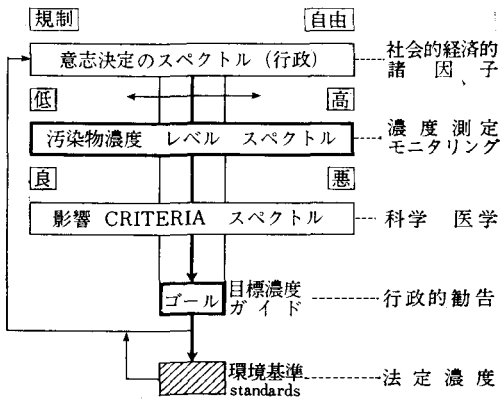 規制 自由
意志決定のスペクトル（行政） 社会的経済的
諸因子、
低 高
汚染物濃度 レベル スペクトル 濃度測定
モニタリング
良 悪
影響 CRITERIA スペクトル 科学 医学
ゴール 目標濃度
ガイド 行政的勧告
環境基準
standards 法定濃度